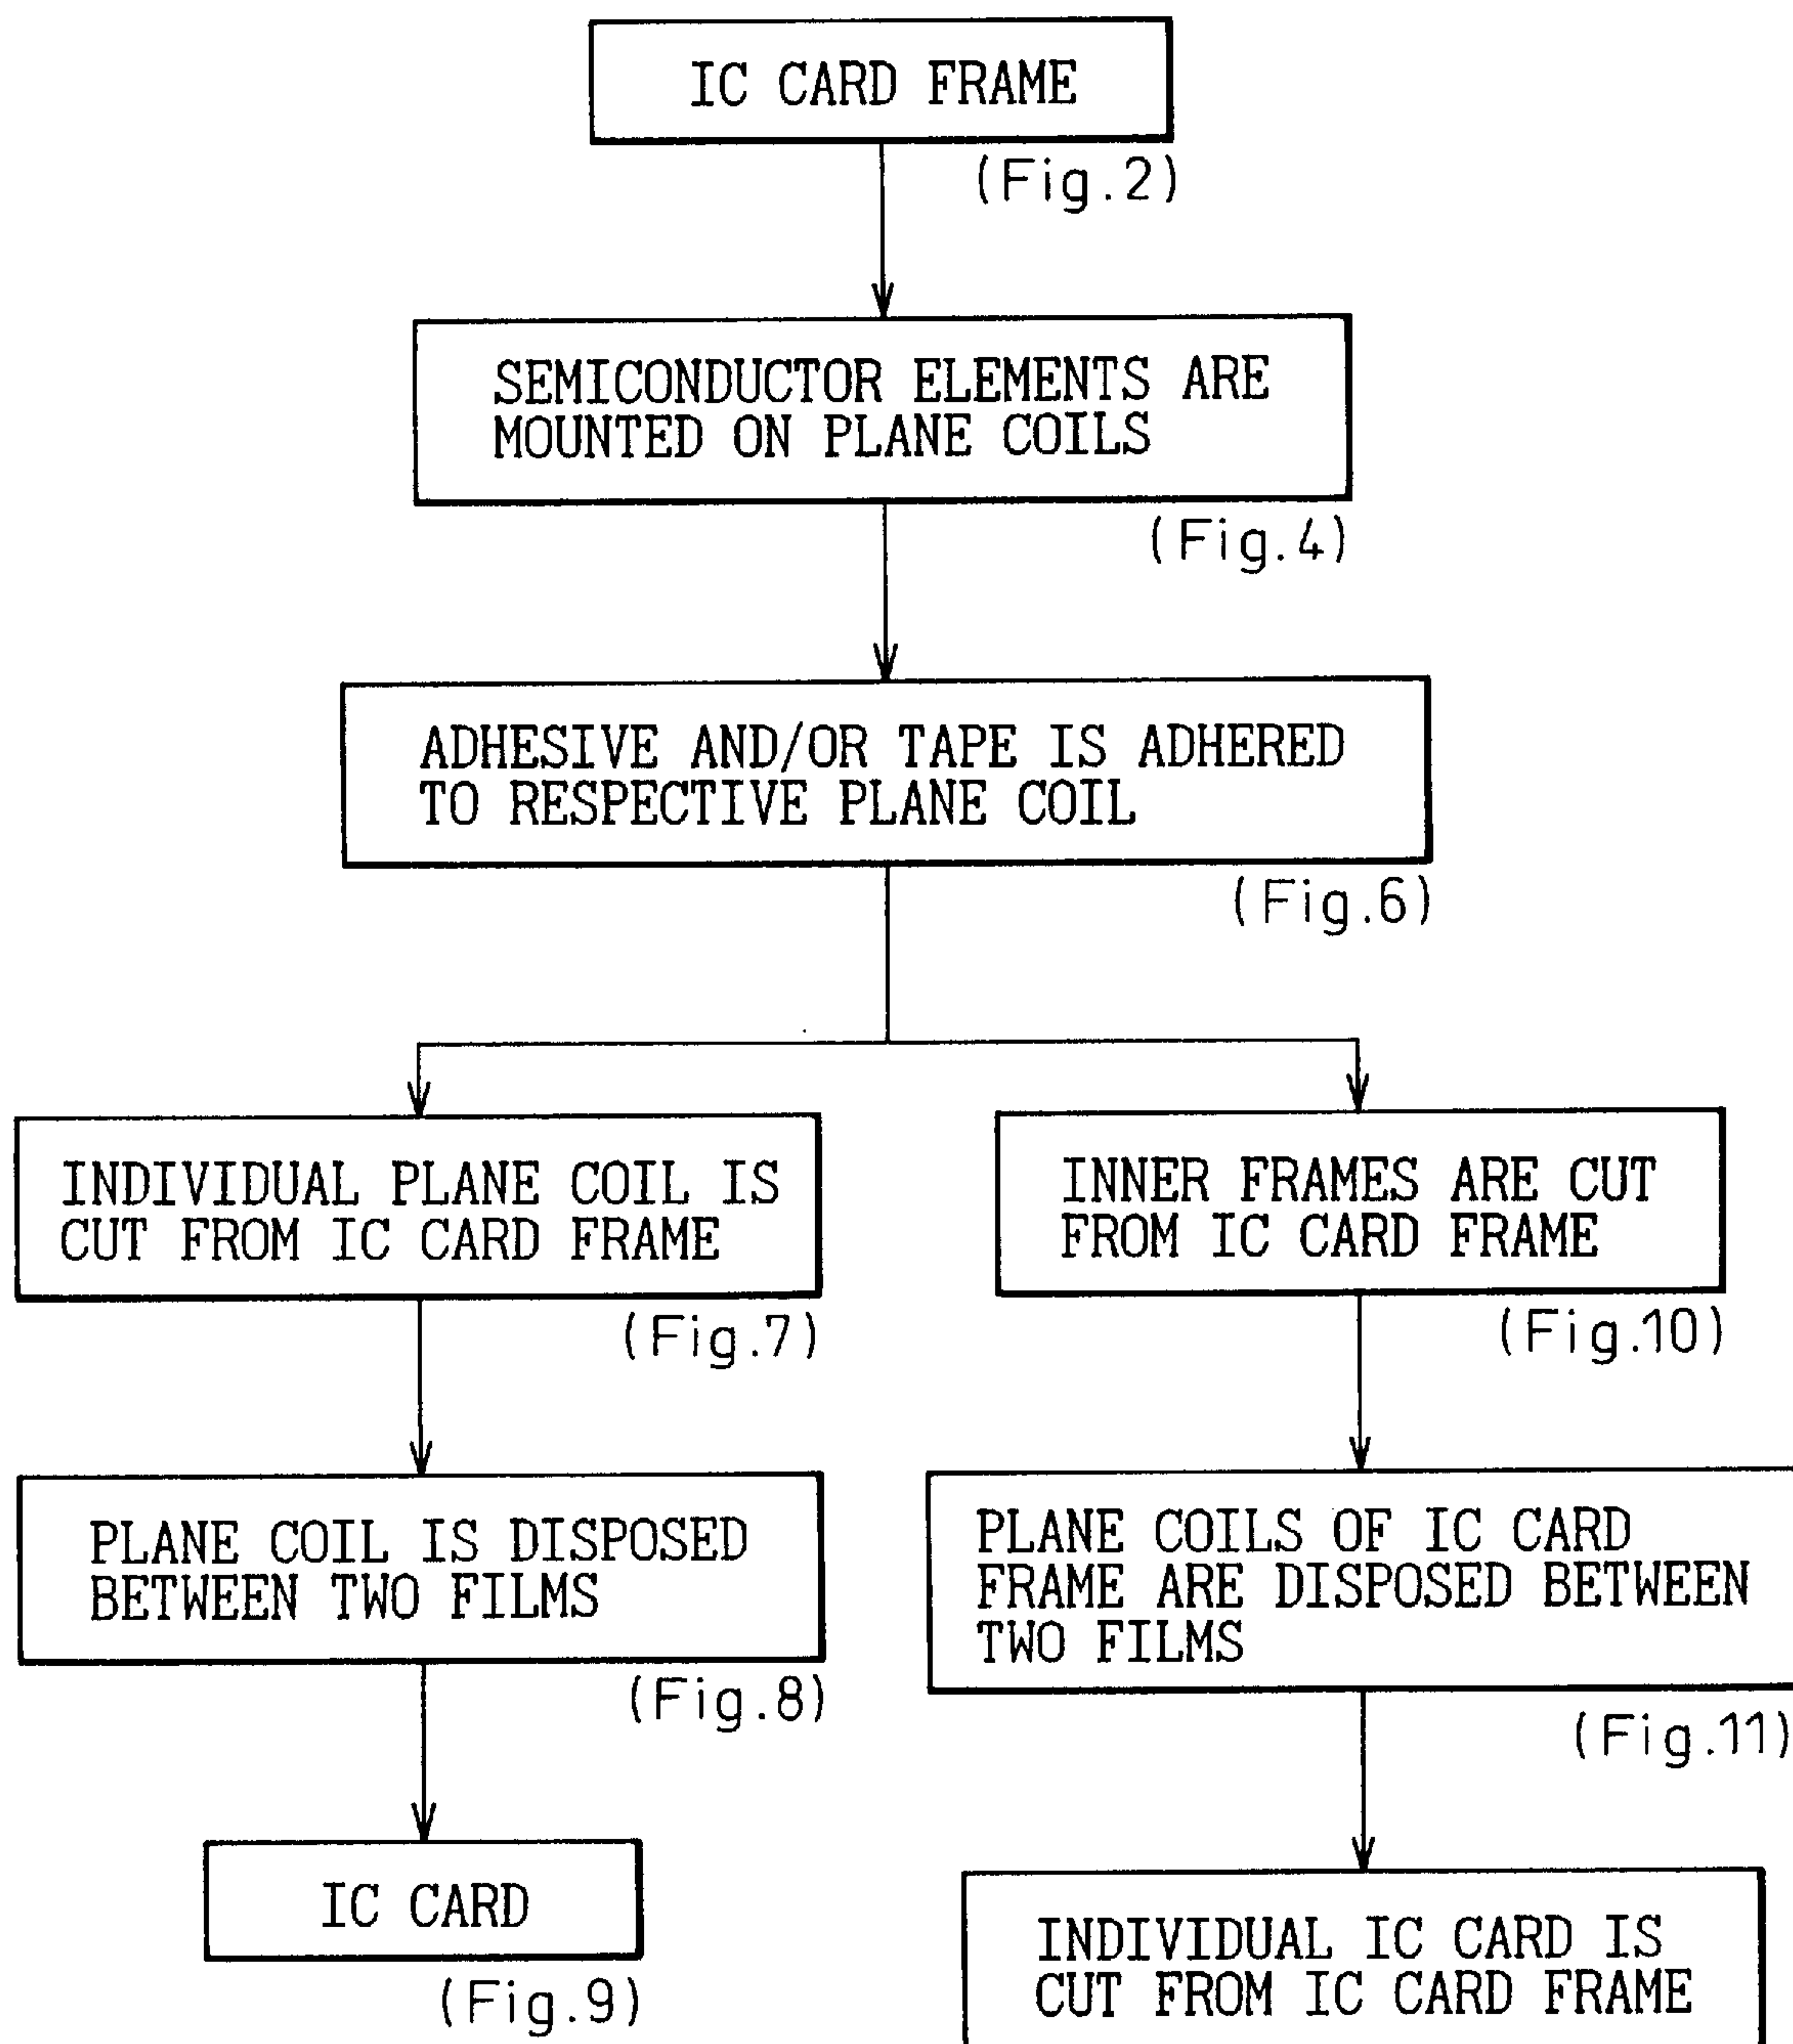 IC CARD FRAME
(Fig.2)
SEMICONDUCTOR ELEMENTS ARE
MOUNTED ON PLANE COILS
(Fig.4)
ADHESIVE AND/OR TAPE IS ADHERED
TO RESPECTIVE PLANE COIL
(Fig.6)
INDIVIDUAL PLANE COIL IS
CUT FROM IC CARD FRAME
(Fig.7)
PLANE COIL IS DISPOSED
BETWEEN TWO FILMS
(Fig.8)
IC CARD
(Fig.9)
INNER FRAMES ARE CUT
FROM IC CARD FRAME
(Fig.10)
PLANE COILS OF IC CARD
FRAME ARE DISPOSED BETWEEN
TWO FILMS
(Fig.11)
INDIVIDUAL IC CARD IS
CUT FROM IC CARD FRAME